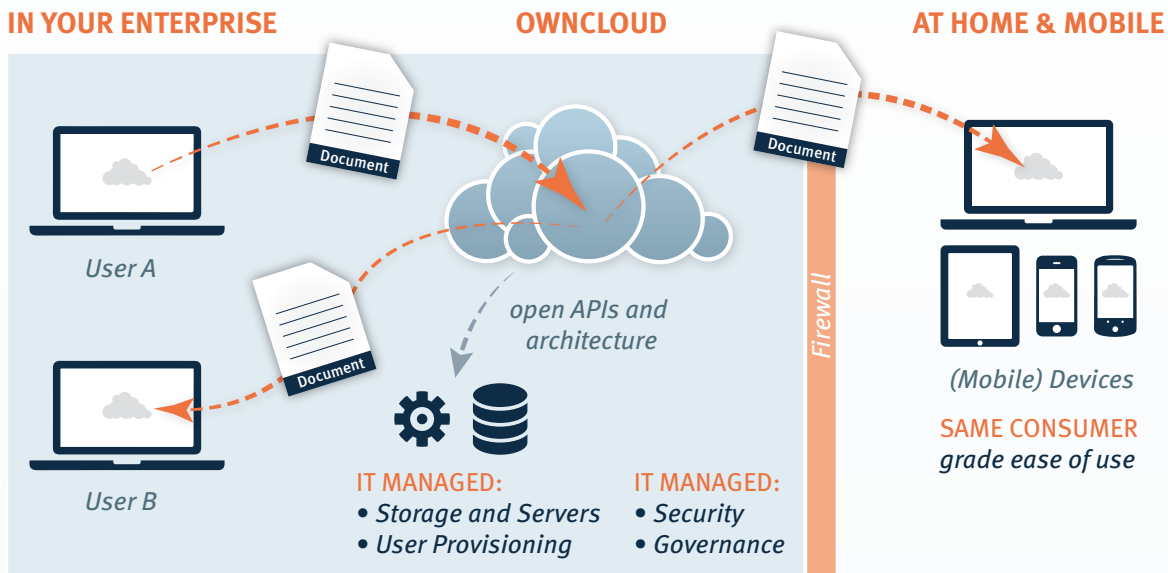 IN YOUR ENTERPRISE
OWNCLOUD
AT HOME & MOBILE
Document
Document
User A
open APIs and
architecture
Firewall
Document
User B
(Mobile) Devices
SAME CONSUMER
grade ease of use
IT MANAGED:
• Storage and Servers
• User Provisioning
IT MANAGED:
• Security
• Governance